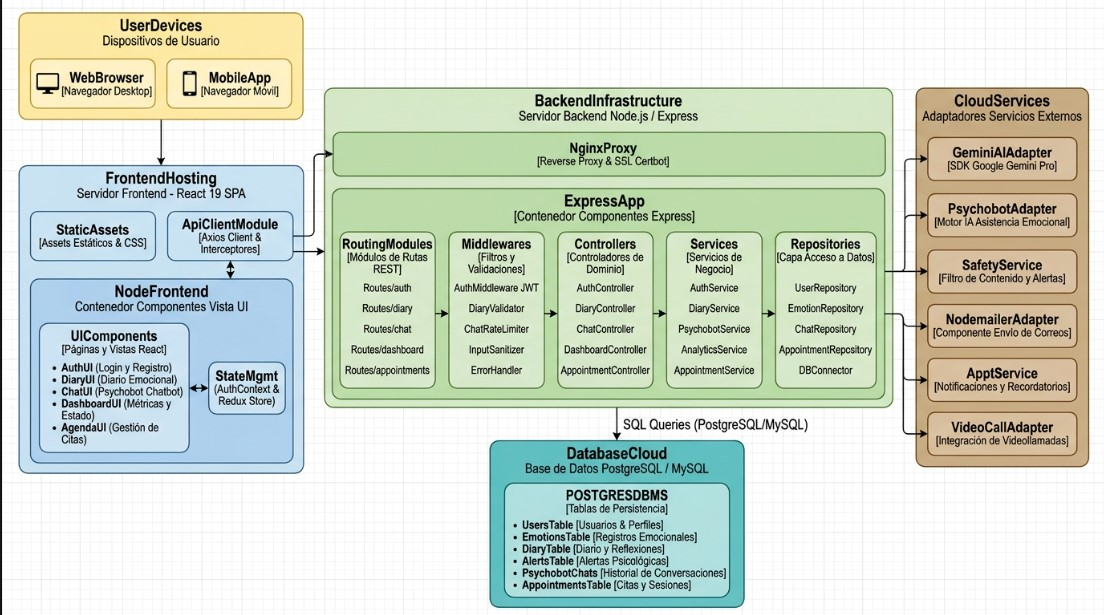 UserDevices
Dispositivos de Usuario
WebBrowser
[Navegador Desktop]
MobileApp
[Navegador Móvil]
FrontendHosting
Servidor Frontend - React 19 SPA
StaticAssets
[Assets Estáticos & CSS]
ApiClientModule
[Axios Client &
Interceptores]
NodeFrontend
Contenedor Componentes Vista UI
UIComponents
[Páginas y Vistas React]
• AuthUI (Login y Registro)
• DiaryUI (Diario Emocional)
• ChatUI (Psychobot Chatbot)
• DashboardUI (Métricas y
Estado)
• AgendaUI (Gestión de
Citas)
StateMgmt
(AuthContext &
Redux Store)
BackendInfrastructure
Servidor Backend Node.js / Express
NginxProxy
[Reverse Proxy & SSL Certbot]
ExpressApp
[Contenedor Componentes Express]
RoutingModules
[Módulos de Rutas
REST]
Routes/auth
Routes/diary
Routes/chat
Routes/dashboard
Routes/appointments
Middlewares
[Filtros y
Validaciones]
AuthMiddleware JWT
DiaryValidator
ChatRateLimiter
InputSanitizer
ErrorHandler
Controllers
[Controladores de
Dominio]
AuthController
DiaryController
ChatController
DashboardController
AppointmentController
Services
[Servicios de
Negocio]
AuthService
DiaryService
PsychobotService
AnalyticsService
AppointmentService
Repositories
[Capa Acceso a Datos]
UserRepository
EmotionRepository
ChatRepository
AppointmentRepository
DBConnector
SQL Queries (PostgreSQL/MySQL)
DatabaseCloud
Base de Datos PostgreSQL / MySQL
POSTGRESDBMS
[Tablas de Persistencia]
• UsersTable [Usuarios & Perfiles]
• EmotionsTable [Registros Emocionales]
• DiaryTable [Diario y Reflexiones]
• AlertsTable [Alertas Psicológicas]
• PsychobotChats [Historial de Conversaciones]
• AppointmentsTable [Citas y Sesiones]
CloudServices
Adaptadores Servicios Externos
GeminiAIAdapter
[SDK Google Gemini Pro]
PsychobotAdapter
[Motor IA Asistencia Emocional]
SafetyService
[Filtro de Contenido y Alertas]
NodemailerAdapter
[Componente Envío de Correos]
ApptService
[Notificaciones y Recordatorios]
VideoCallAdapter
[Integración de Videollamadas]